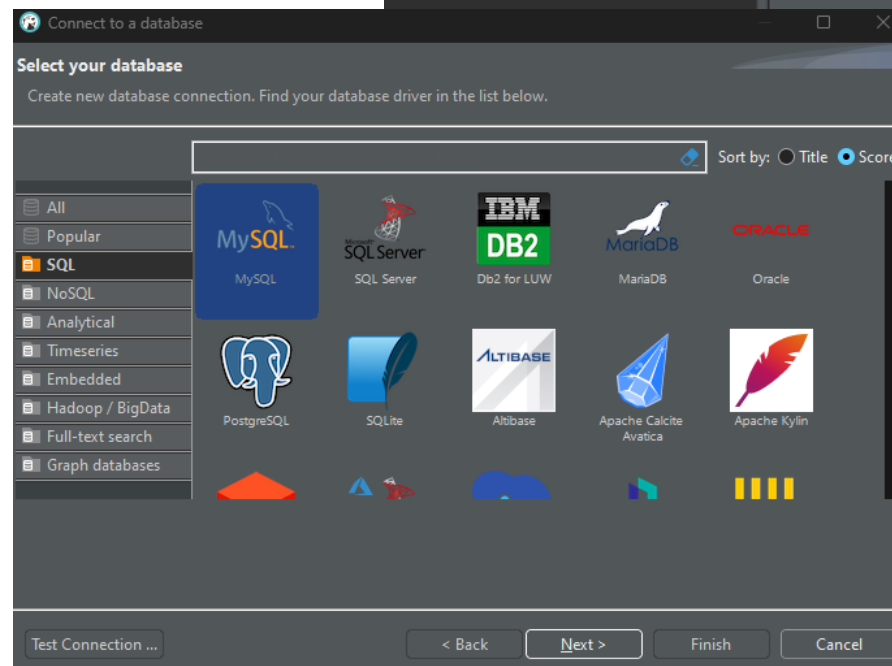 Connect to a database
Select your database
Create new database connection. Find your database driver in the list below.
Sort by: Title Score
All
Popular
SQL
NoSQL
Analytical
Timeseries
Embedded
Hadoop / BigData
Full-text search
Graph databases
MySQL
MySQL
Microsoft
SQL Server
SQL Server
IBM
DB2
Db2 for LUW
MariaDB
MariaDB
ORACLE
Oracle
PostgreSQL
SQLite
ALTIBASE
Altibase
Apache Calcite
Avatica
Apache Kylin
Test Connection ...
< Back
Next >
Finish
Cancel